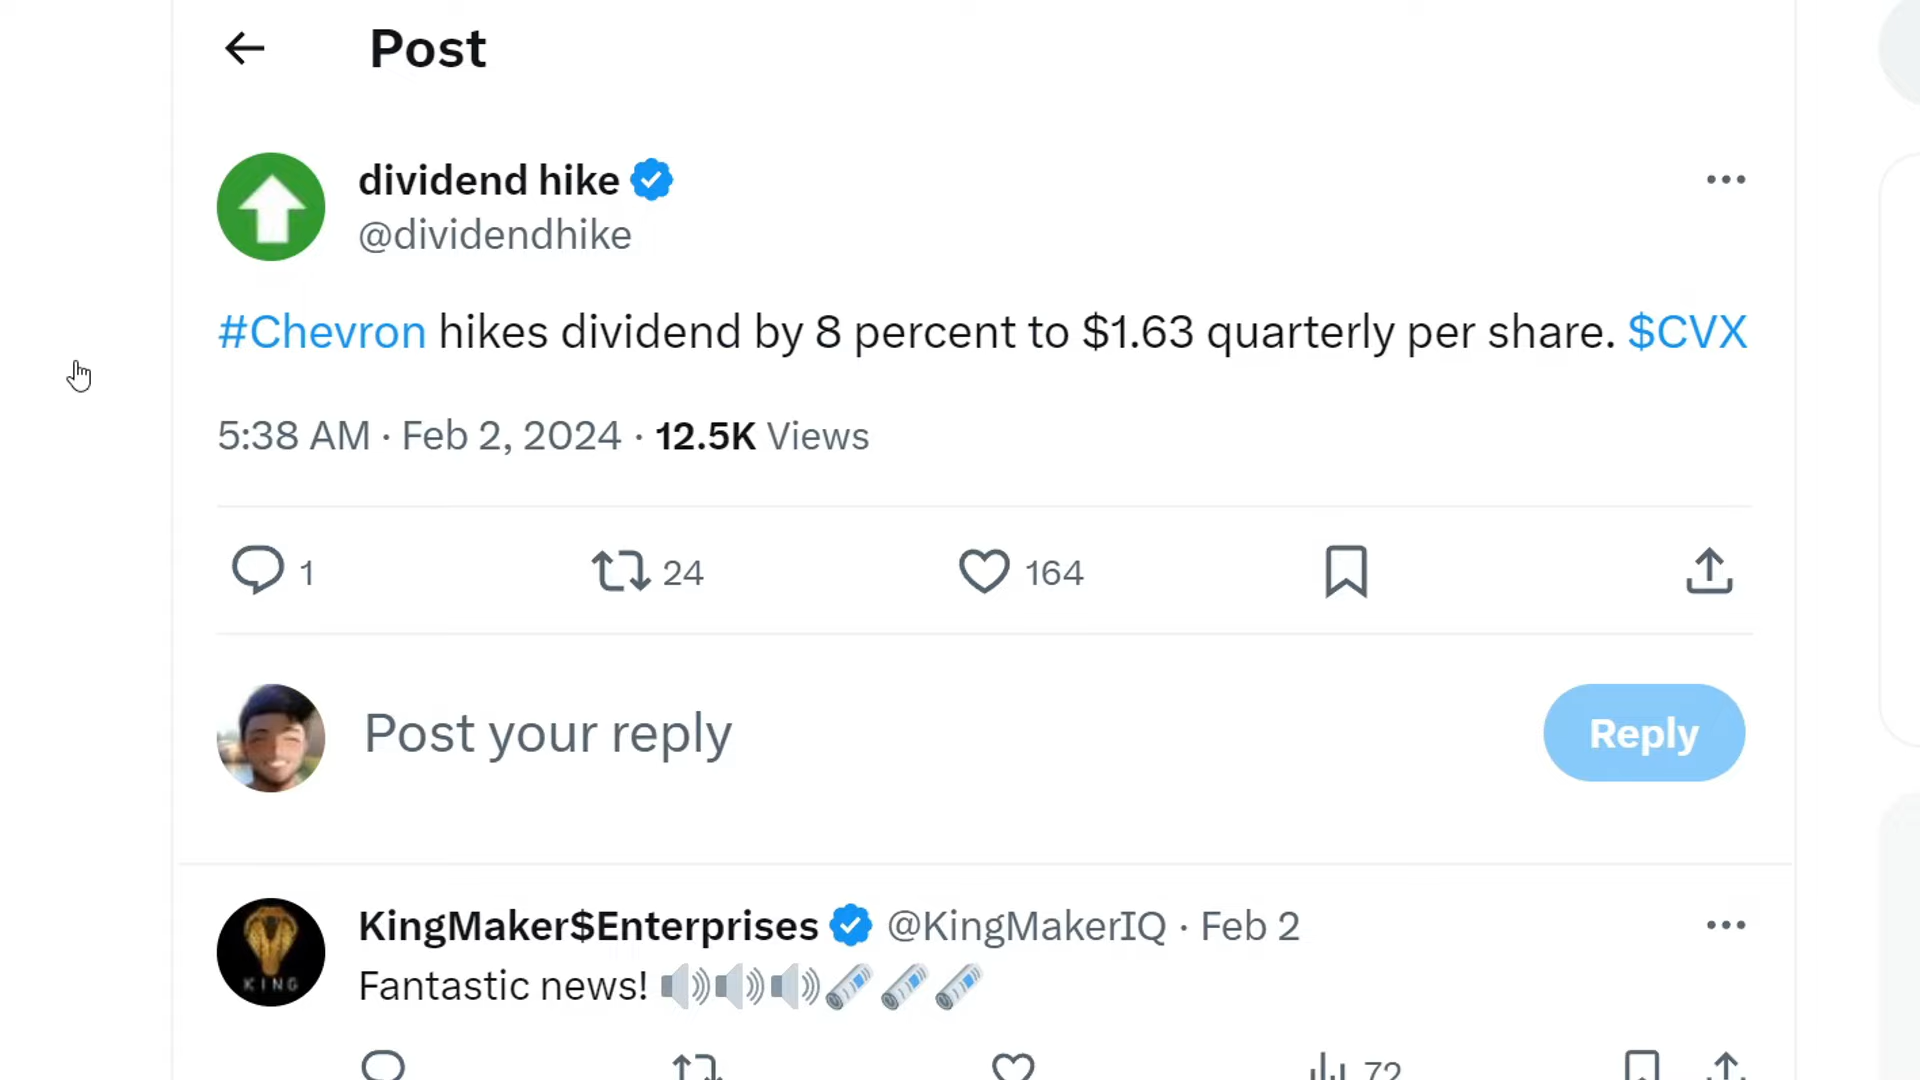 Post
dividend hike
@dividendhike
#Chevron hikes dividend by 8 percent to $1.63 quarterly per share. $CVX
5:38 AM · Feb 2, 2024 · 12.5K Views
1 24 164
Post your reply
Reply
KING
KingMaker$Enterprises @KingMakerIQ · Feb 2
Fantastic news! 🔊🔊🔊🗞️🗞️🗞️
72